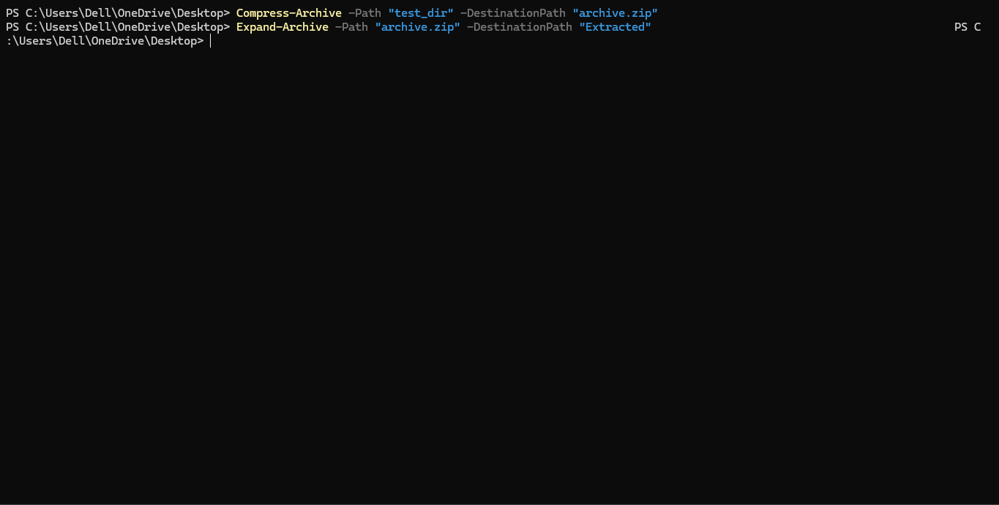 PS C:\Users\Dell\OneDrive\Desktop> Compress-Archive -Path "test_dir" -DestinationPath "archive.zip"
PS C:\Users\Dell\OneDrive\Desktop> Expand-Archive -Path "archive.zip" -DestinationPath "Extracted" PS C
:\Users\Dell\OneDrive\Desktop>